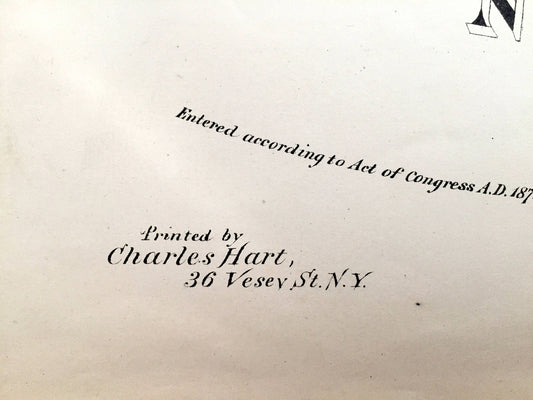 N
Entered according to Act of Congress A.D. 187
Printed by
Charles Hart,
36 Vesey St. N.Y.